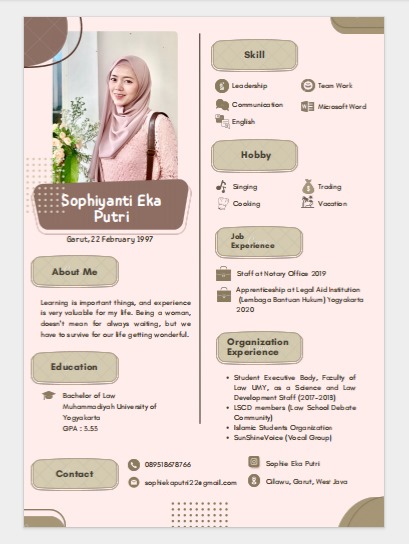 Sophiyanti Eka
Putri
Garut, 22 February 1997
About Me
Learning is important things, and experience
is very valuable for my life. Being a woman,
doesn't mean for always waiting, but we
have to survive for our life getting wonderful.
Education
Bachelor of Law
Muhammadiyah University of
Yogyakarta
GPA : 3.53
Skill
Leadership
Team Work
Communication
Microsoft Word
English
Hobby
Singing
Trading
Cooking
Vacation
Job
Experience
Staff at Notary Office 2019
Apprenticeship at Legal Aid Institution
(Lembaga Bantuan Hukum) Yogyakarta
2020
Organization
Experience
• Student Executive Body, Faculty of
Law UMY, as a Science and Law
Development Staff (2017-2018)
• LSCD members (Law School Debate
Community)
• Islamic Students Organization
• SunShineVoice (Vocal Group)
Contact
089518678766
sophiekaputri22@gmail.com
Sophie Eka Putri
Cilawu, Garut, West Java